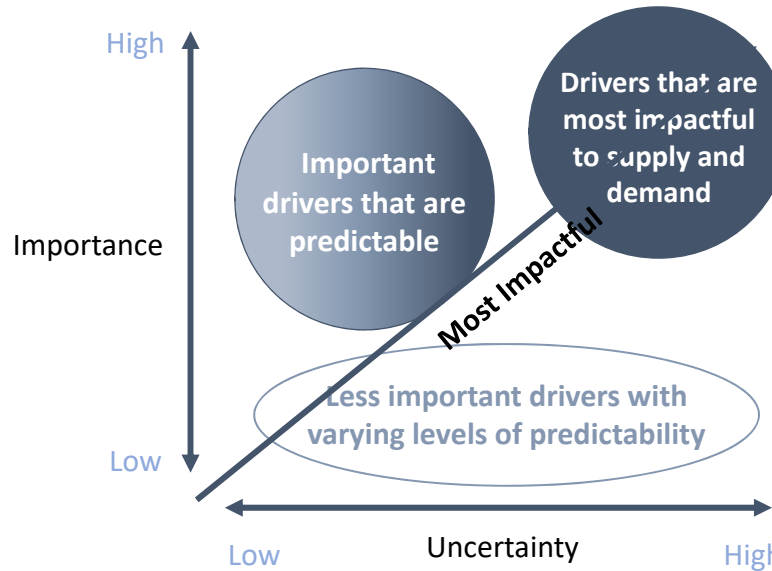 High
Drivers that are
most impactful
to supply and
demand
Important
drivers that are
predictable
Importance
Most Impactful
Less important drivers with
varying levels of predictability
Low
Uncertainty
Low
High